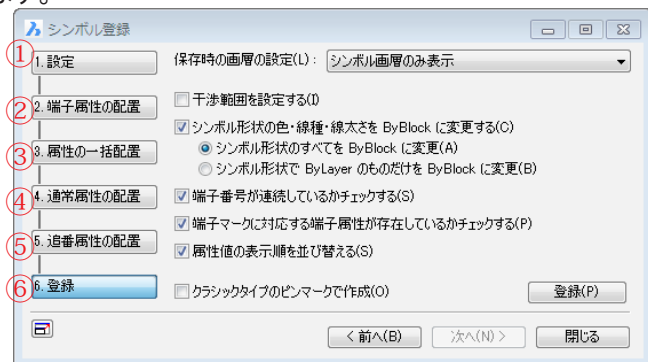 シンボル登録
① 1. 設定
② 2. 端子属性の配置
③ 3. 属性の一括配置
④ 4. 通常属性の配置
⑤ 5. 追番属性の配置
⑥ 6. 登録
保存時の画層の設定(L): シンボル画層のみ表示
干渉範囲を設定する(I)
シンボル形状の色・線種・線太さを ByBlock に変更する(C)
シンボル形状のすべてを ByBlock に変更(A)
シンボル形状で ByLayer のものだけを ByBlock に変更(B)
端子番号が連続しているかチェックする(S)
端子マークに対応する端子属性が存在しているかチェックする(P)
属性値の表示順を並び替える(S)
クラシックタイプのピンマークで作成(O)
登録(P)
< 前へ(B) 次へ(N) > 閉じる